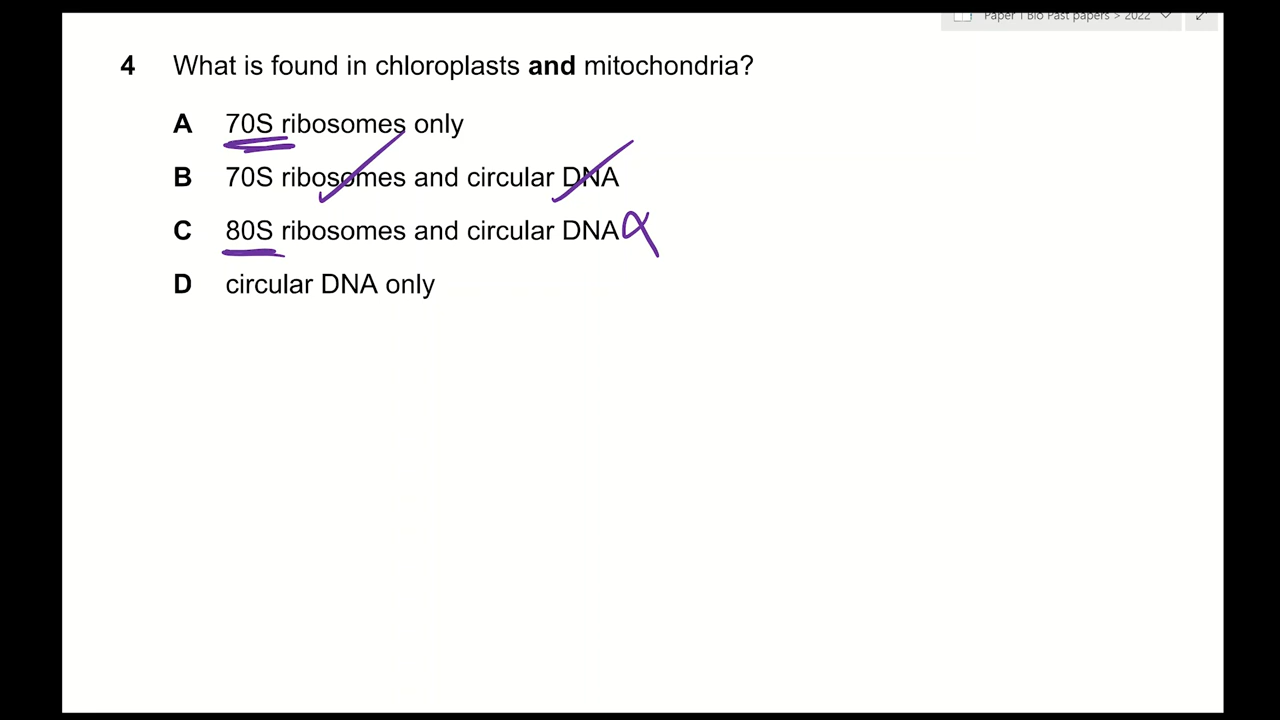 Paper 1 Bio Past papers > 2022
4 What is found in chloroplasts and mitochondria?
A 70S ribosomes only
B 70S ribosomes and circular DNA
C 80S ribosomes and circular DNA
D circular DNA only